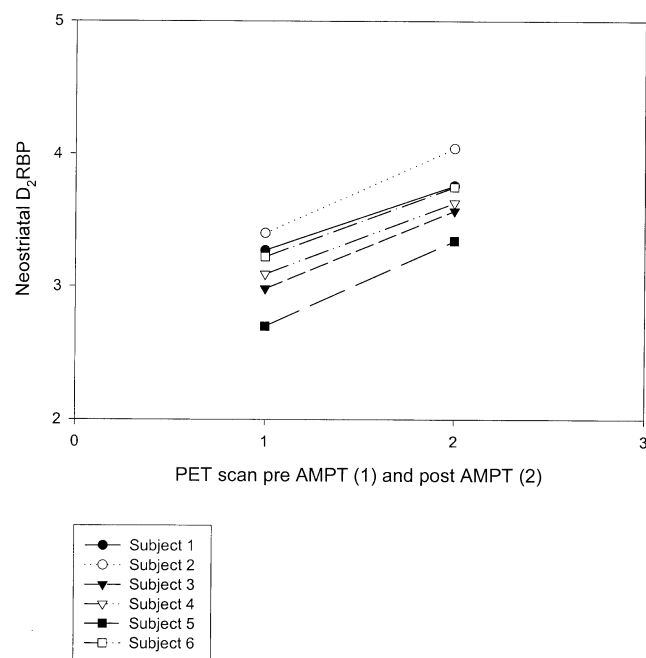 5
4
3
2
Neostriatal D₂RBP
0 1 2 3
PET scan pre AMPT (1) and post AMPT (2)
Subject 1
Subject 2
Subject 3
Subject 4
Subject 5
Subject 6